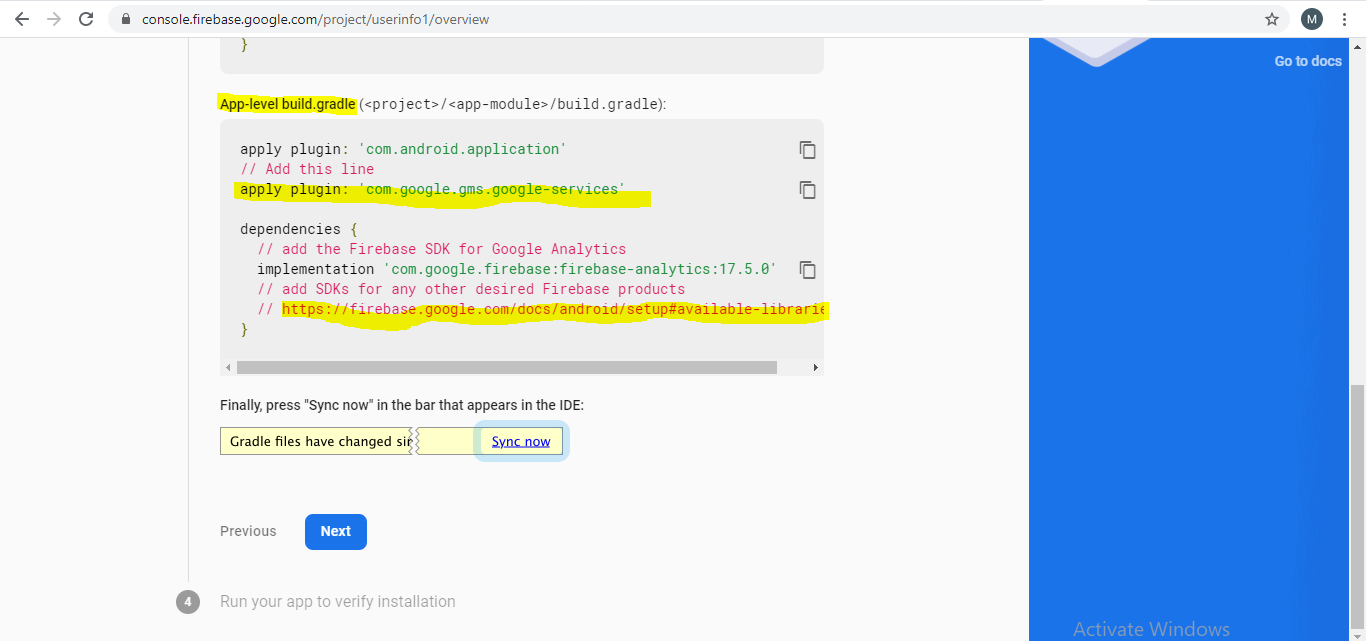 console.firebase.google.com/project/userinfo1/overview
M
}
Go to docs
App-level build.gradle (<project>/<app-module>/build.gradle):
apply plugin: 'com.android.application'
// Add this line
apply plugin: 'com.google.gms.google-services'
dependencies {
// add the Firebase SDK for Google Analytics
implementation 'com.google.firebase:firebase-analytics:17.5.0'
// add SDKs for any other desired Firebase products
// https://firebase.google.com/docs/android/setup#available-librarie
}
Finally, press "Sync now" in the bar that appears in the IDE:
Gradle files have changed sin Sync now
Previous Next
4 Run your app to verify installation
Activate Windows